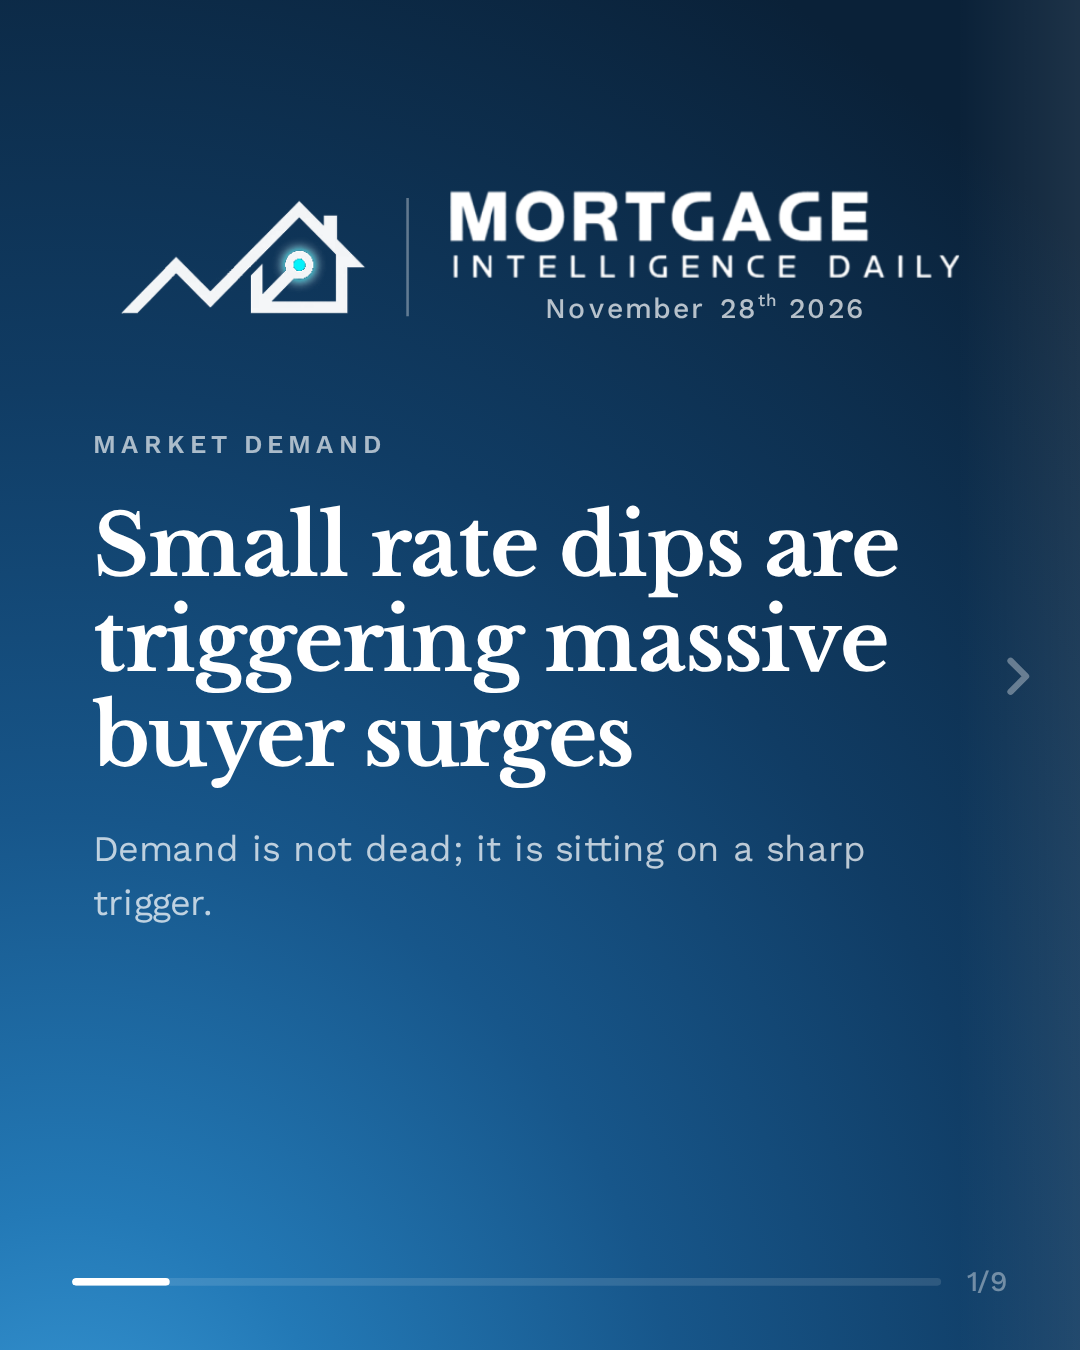 MORTGAGE
INTELLIGENCE DAILY
November 28th 2026
MARKET DEMAND
Small rate dips are
triggering massive
buyer surges
Demand is not dead; it is sitting on a sharp
trigger.
1/9